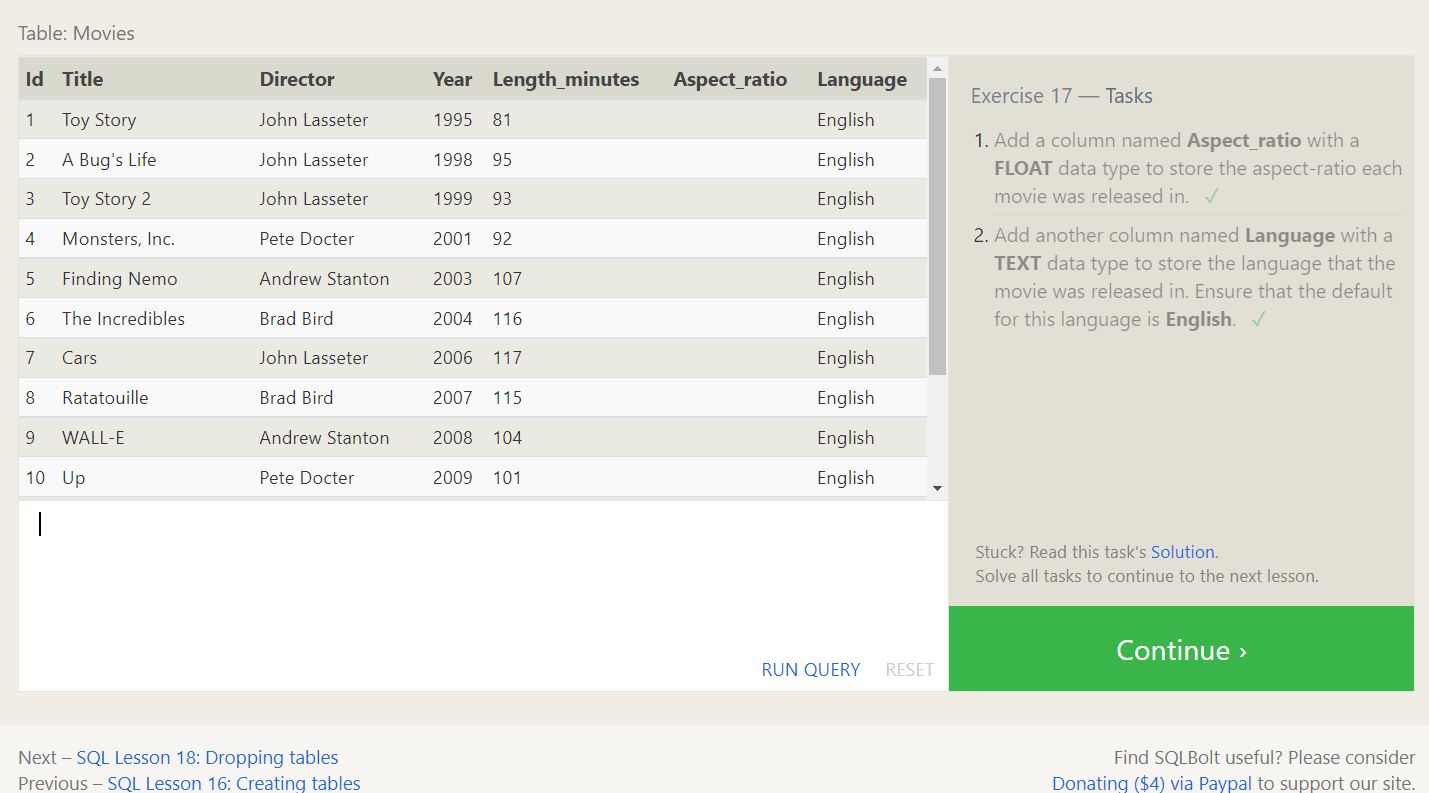 Table: Movies
Id Title Director Year Length_minutes Aspect_ratio Language
1 Toy Story John Lasseter 1995 81 English
2 A Bug's Life John Lasseter 1998 95 English
3 Toy Story 2 John Lasseter 1999 93 English
4 Monsters, Inc. Pete Docter 2001 92 English
5 Finding Nemo Andrew Stanton 2003 107 English
6 The Incredibles Brad Bird 2004 116 English
7 Cars John Lasseter 2006 117 English
8 Ratatouille Brad Bird 2007 115 English
9 WALL-E Andrew Stanton 2008 104 English
10 Up Pete Docter 2009 101 English
RUN QUERY RESET
Exercise 17 — Tasks
1. Add a column named Aspect_ratio with a
FLOAT data type to store the aspect-ratio each
movie was released in. ✓
2. Add another column named Language with a
TEXT data type to store the language that the
movie was released in. Ensure that the default
for this language is English. ✓
Stuck? Read this task's Solution.
Solve all tasks to continue to the next lesson.
Continue ›
Next – SQL Lesson 18: Dropping tables
Previous – SQL Lesson 16: Creating tables
Find SQLBolt useful? Please consider
Donating ($4) via Paypal to support our site.